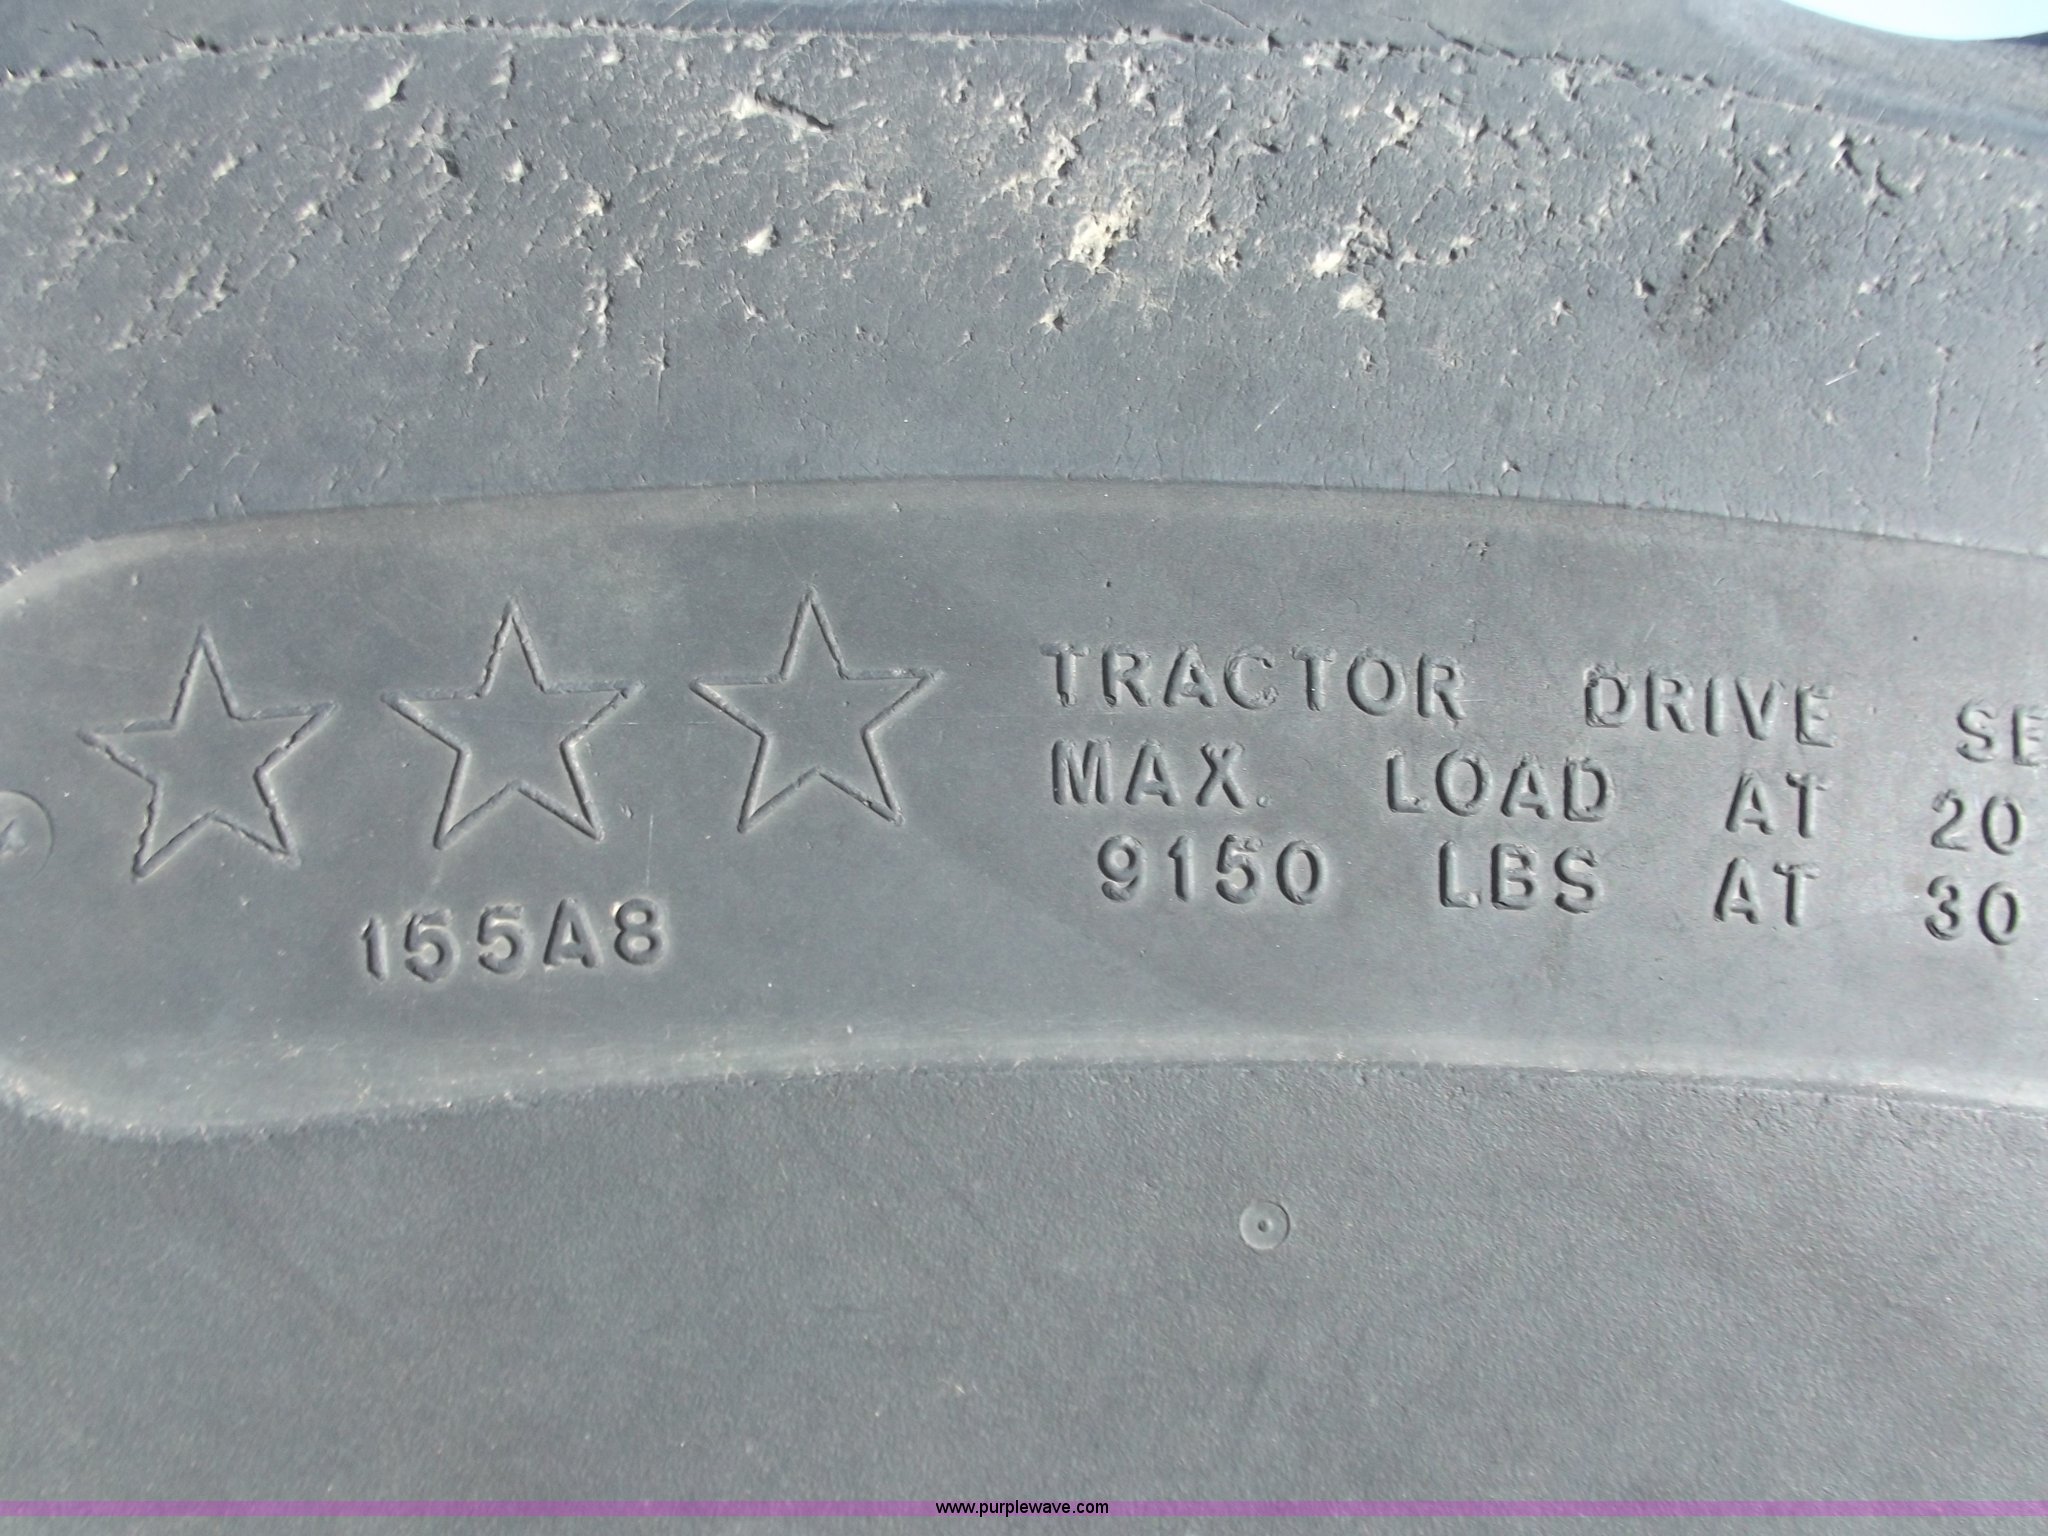 TRACTOR DRIVE SE
MAX. LOAD AT 20
9150 LBS AT 30
155A8
www.purplewave.com